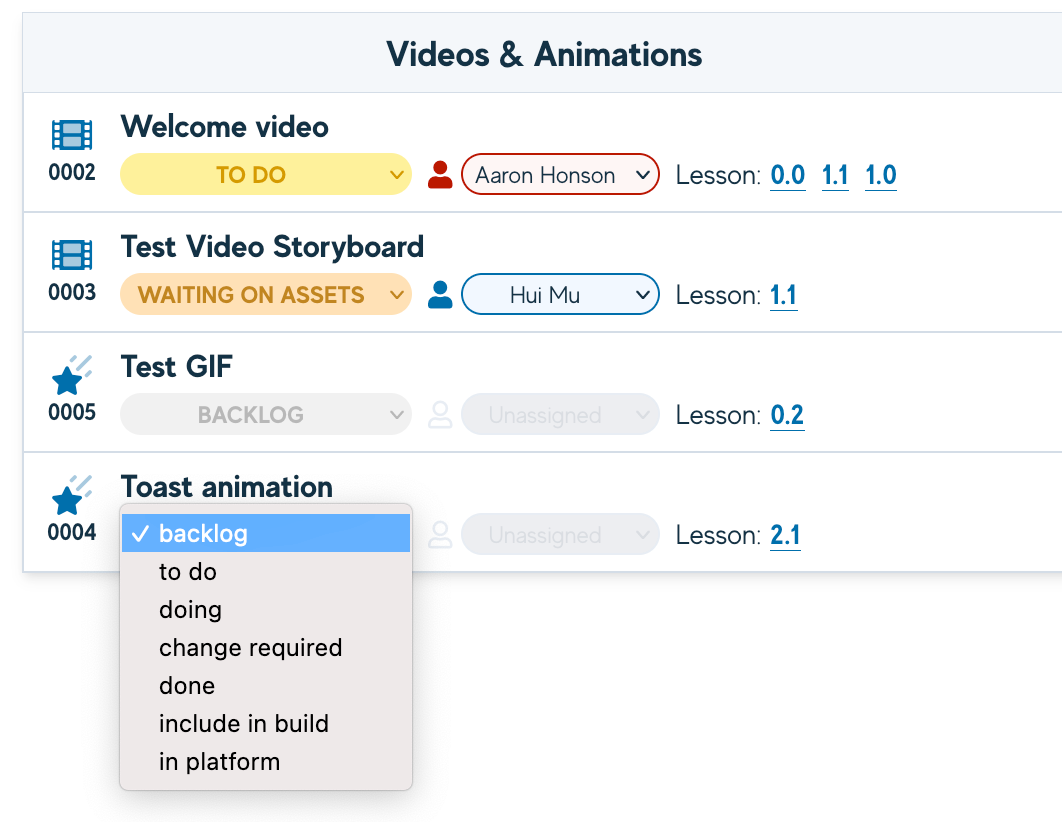 Videos & Animations
Welcome video
0002 TO DO Aaron Honson Lesson: 0.0 1.1 1.0
Test Video Storyboard
0003 WAITING ON ASSETS Hui Mu Lesson: 1.1
Test GIF
0005 BACKLOG Unassigned Lesson: 0.2
Toast animation
0004 ✓ backlog Unassigned Lesson: 2.1
to do
doing
change required
done
include in build
in platform